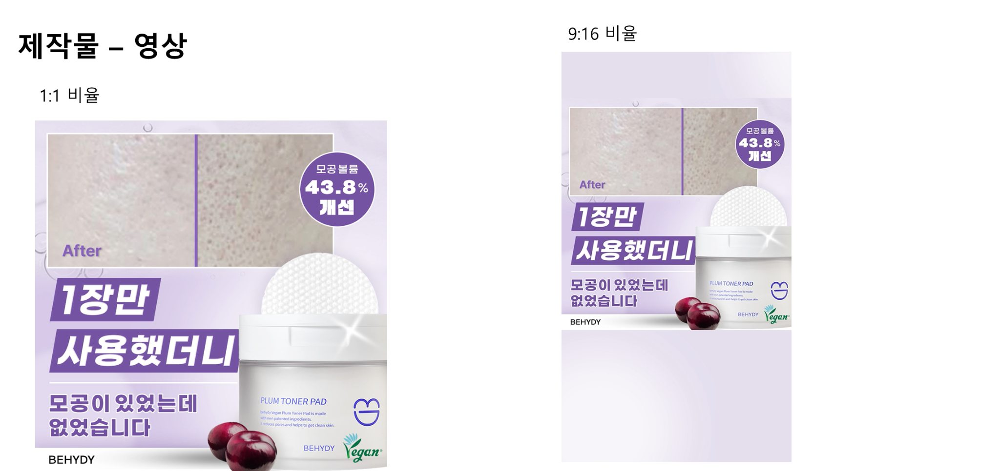 제작물 – 영상
1:1 비율
모공 볼륨
43.8%
개선
After
1장만
사용했더니
모공이 있었는데
없었습니다
PLUM TONER PAD
behydy Vegan Plum Toner Pad is made
with own patented ingredients.
it reduces pores and helps to get clean skin.
BEHYDY
Vegan®
BEHYDY
9:16 비율
모공 볼륨
43.8%
개선
After
1장만
사용했더니
모공이 있었는데
없었습니다
PLUM TONER PAD
behydy Vegan Plum Toner Pad is made
with own patented ingredients.
it reduces pores and helps to get clean skin.
BEHYDY
Vegan®
BEHYDY